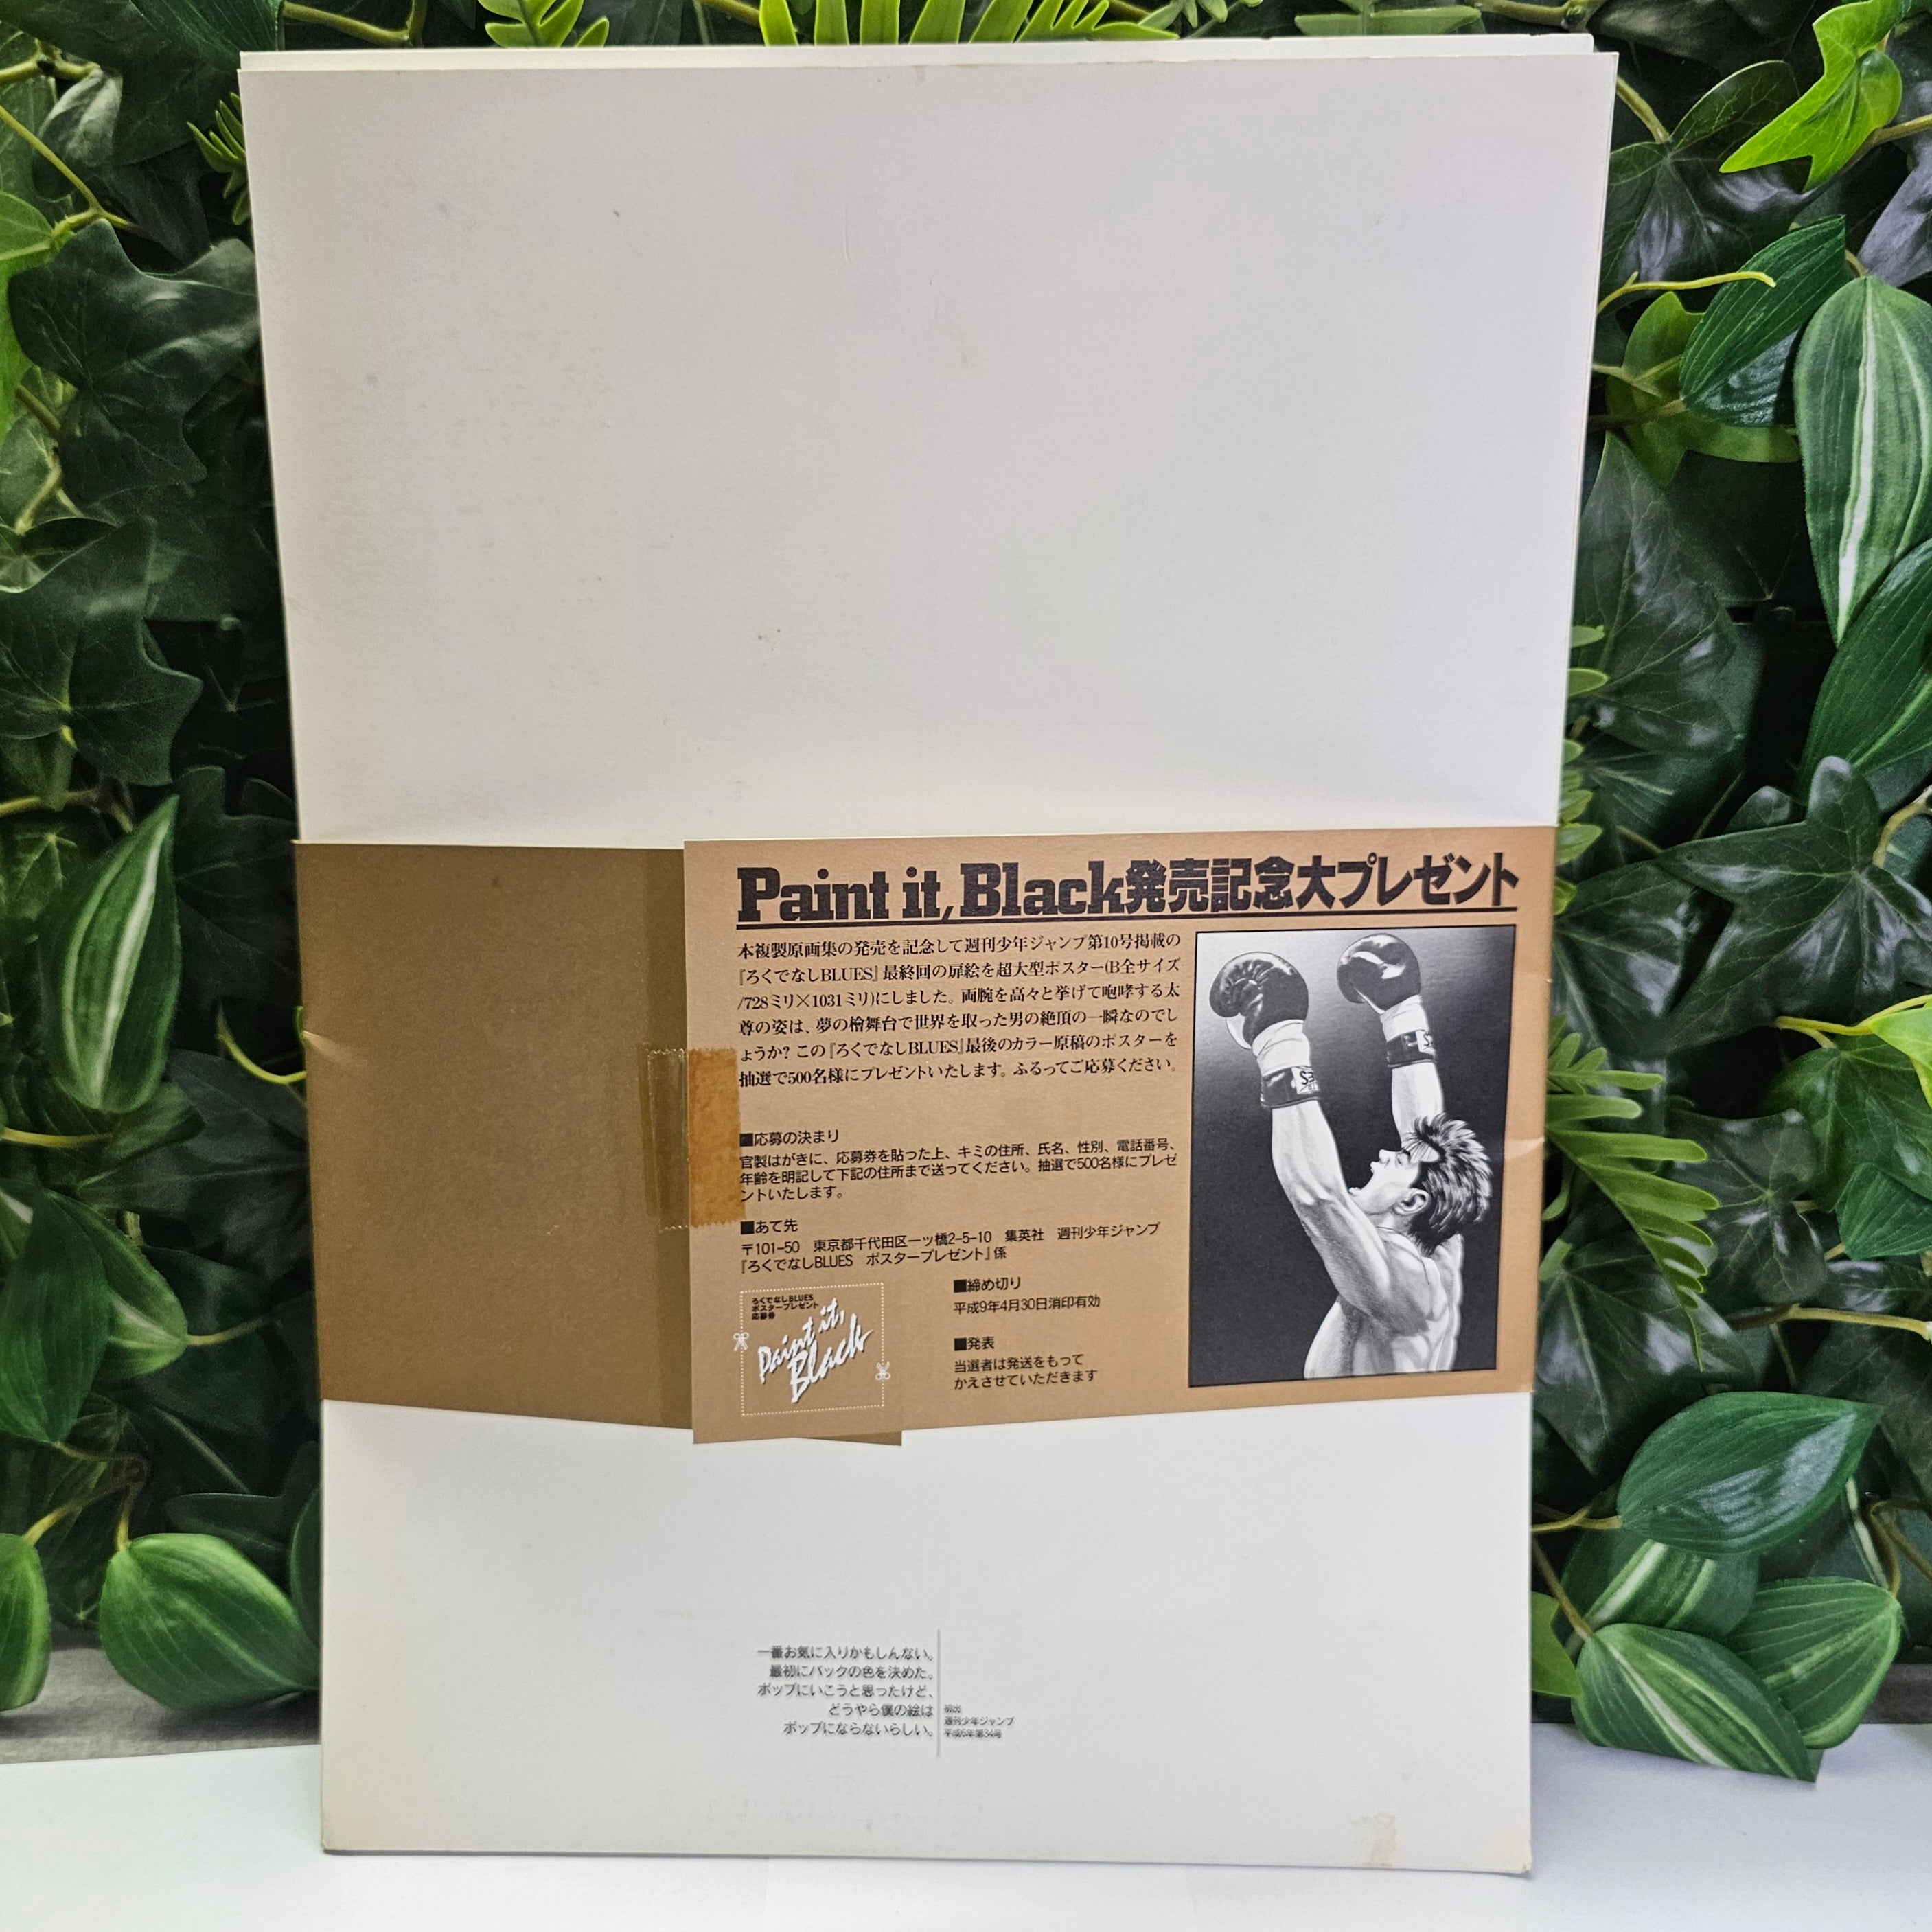 Paint it, Black発売記念大プレゼント
本複製原画集の発売を記念して週刊少年ジャンプ第10号掲載の
『ろくでなしBLUES』最終回の扉絵を超大型ポスター(B全サイズ
/728ミリ×1031ミリ)にしました。両腕を高々と挙げて咆哮する太
尊の姿は、夢の檜舞台で世界を取った男の絶頂の一瞬なのでし
ょうか? この『ろくでなしBLUES』最後のカラー原稿のポスターを
抽選で500名様にプレゼントいたします。ふるってご応募ください。
■応募の決まり
官製はがきに、応募券を貼った上、キミの住所、氏名、性別、電話番号、
年齢を明記して下記の住所まで送ってください。抽選で500名様にプレゼ
ントいたします。
■あて先
〒101-50 東京都千代田区一ツ橋2-5-10 集英社 週刊少年ジャンプ
『ろくでなしBLUES ポスタープレゼント』係
ろくでなしBLUES
ポスタープレゼント
応募券
Paint it,
Black
■締め切り
平成9年4月30日消印有効
■発表
当選者は発送をもって
かえさせていただきます
一番お気に入りかもしんない。
最初にバックの色を決めた。
ポップにいこうと思ったけど、
どうやら僕の絵は
ポップにならないらしい。
初出
週刊少年ジャンプ